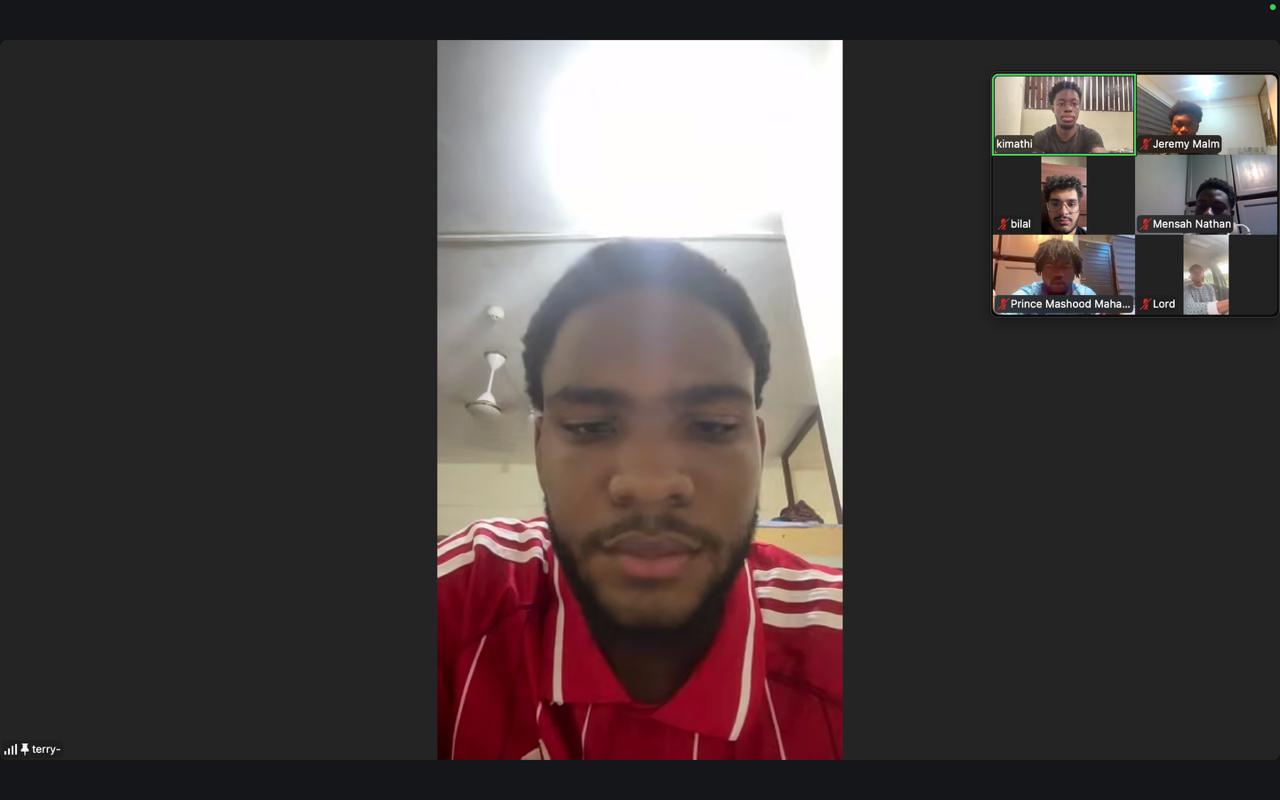 kimathi
Jeremy Malm
bilal
Mensah Nathan
Prince Mashood Maha...
Lord
terry-